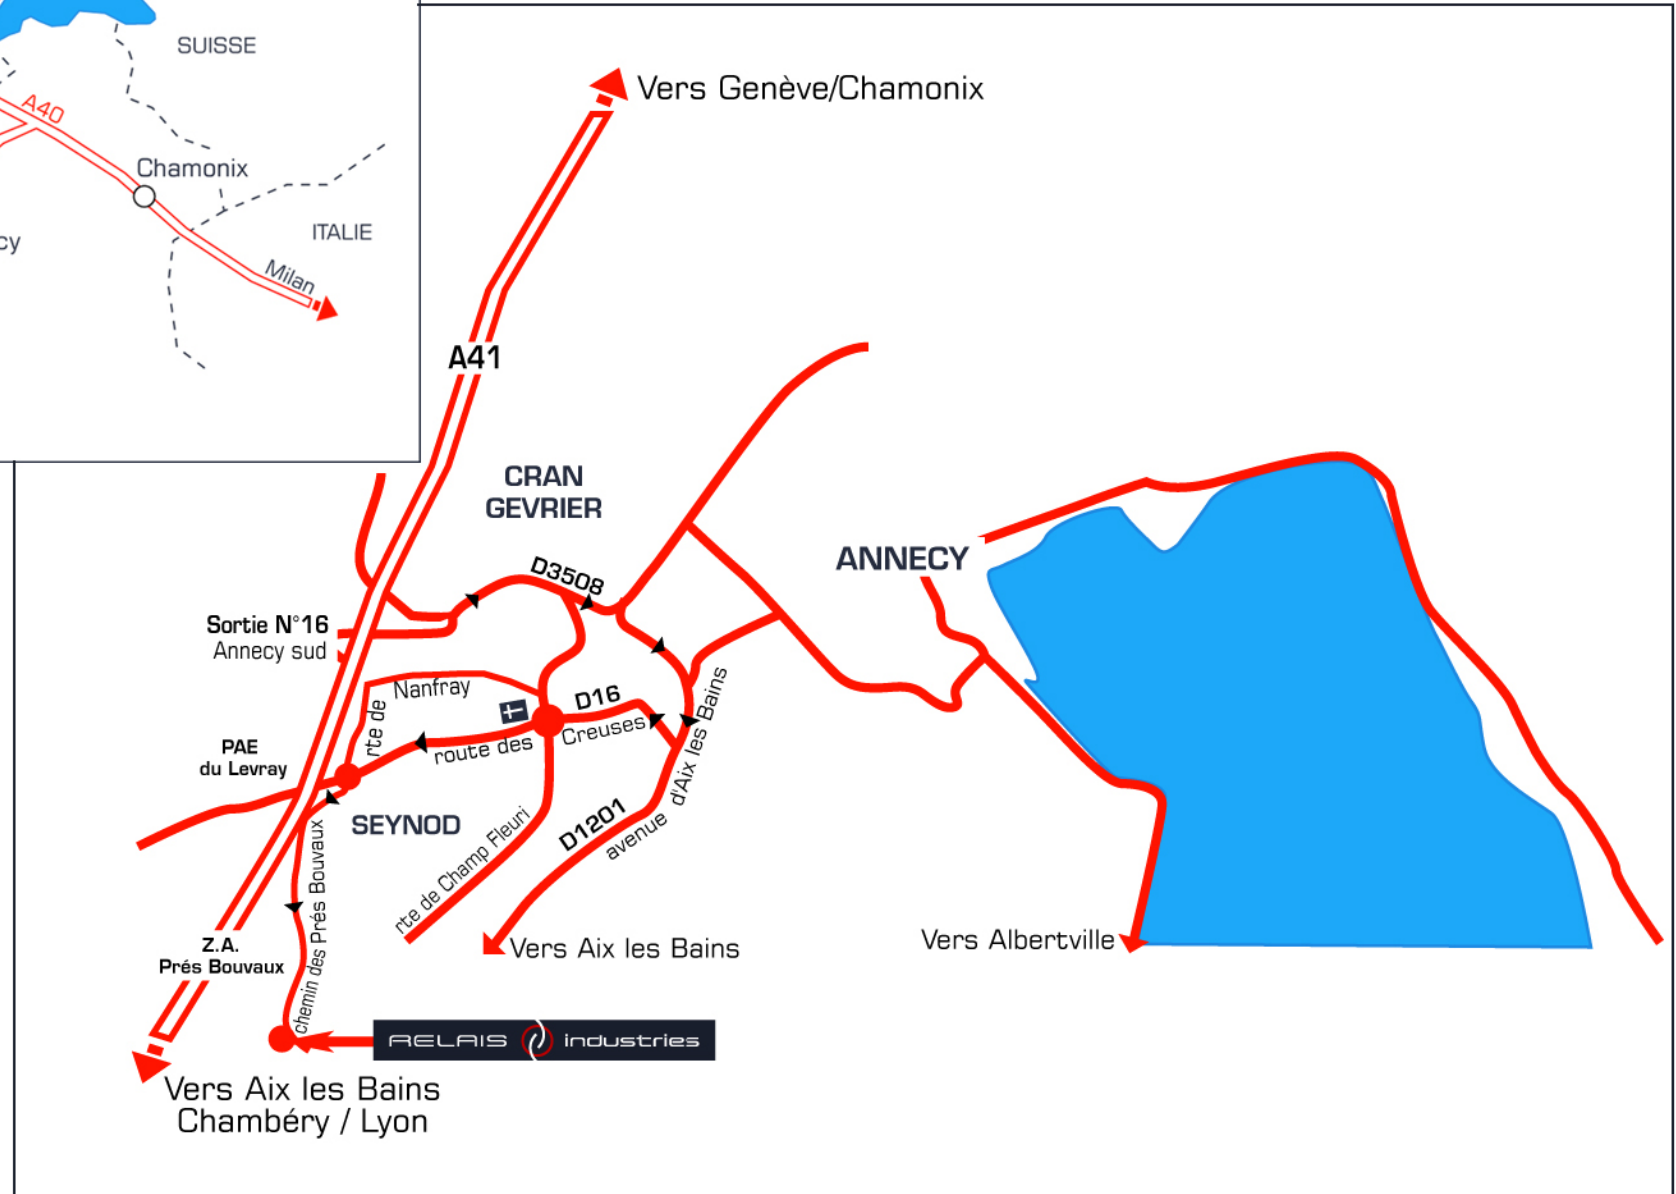 SUISSE
A40
Chamonix
cy
ITALIE
Milan
Vers Genève/Chamonix
A41
CRAN
GEVRIER
D3508
ANNECY
Sortie N°16
Annecy sud
Nanfray
rte de
D16
Creuses
route des
d'Aix les Bains
PAE
du Levray
SEYNOD
D1201
avenue
rte de Champ Fleuri
chemin des Prés Bouvaux
Z.A.
Prés Bouvaux
Vers Aix les Bains
Vers Albertville
RELAIS industries
Vers Aix les Bains
Chambéry / Lyon